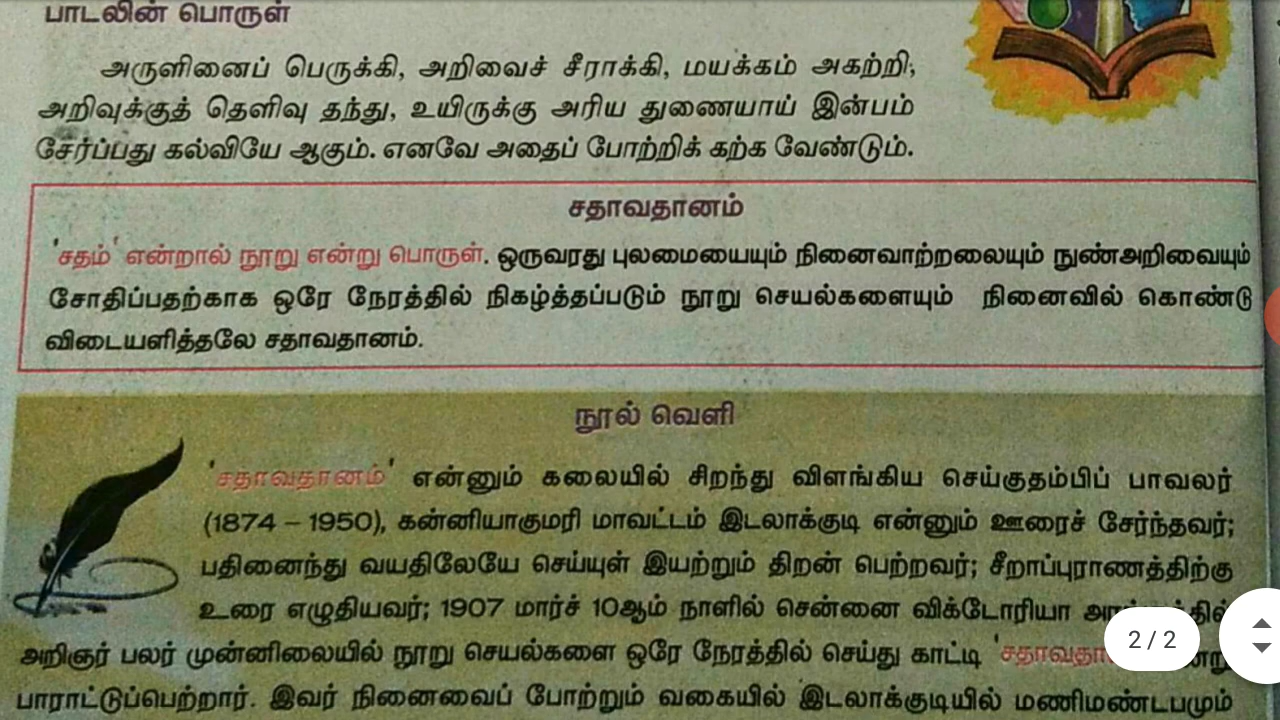 பாடலின் பொருள்
அருளினைப் பெருக்கி, அறிவைச் சீராக்கி, மயக்கம் அகற்றி,
அறிவுக்குத் தெளிவு தந்து, உயிருக்கு அரிய துணையாய் இன்பம்
சேர்ப்பது கல்வியே ஆகும். எனவே அதைப் போற்றிக் கற்க வேண்டும்.
சதாவதானம்
'சதம்' என்றால் நூறு என்று பொருள். ஒருவரது புலமையையும் நினைவாற்றலையும் நுண்அறிவையும்
சோதிப்பதற்காக ஒரே நேரத்தில் நிகழ்த்தப்படும் நூறு செயல்களையும் நினைவில் கொண்டு
விடையளித்தலே சதாவதானம்.
நூல் வெளி
'சதாவதானம்' என்னும் கலையில் சிறந்து விளங்கிய செய்குதம்பிப் பாவலர்
(1874 – 1950), கன்னியாகுமரி மாவட்டம் இடலாக்குடி என்னும் ஊரைச் சேர்ந்தவர்;
பதினைந்து வயதிலேயே செய்யுள் இயற்றும் திறன் பெற்றவர்; சீறாப்புராணத்திற்கு
உரை எழுதியவர்; 1907 மார்ச் 10ஆம் நாளில் சென்னை விக்டோரியா
அறிஞர் பலர் முன்னிலையில் நூறு செயல்களை ஒரே நேரத்தில் செய்து காட்டி
பாராட்டுப்பெற்றார். இவர் நினைவைப் போற்றும் வகையில் இடலாக்குடியில் மணிமண்டபமும்
2 / 2